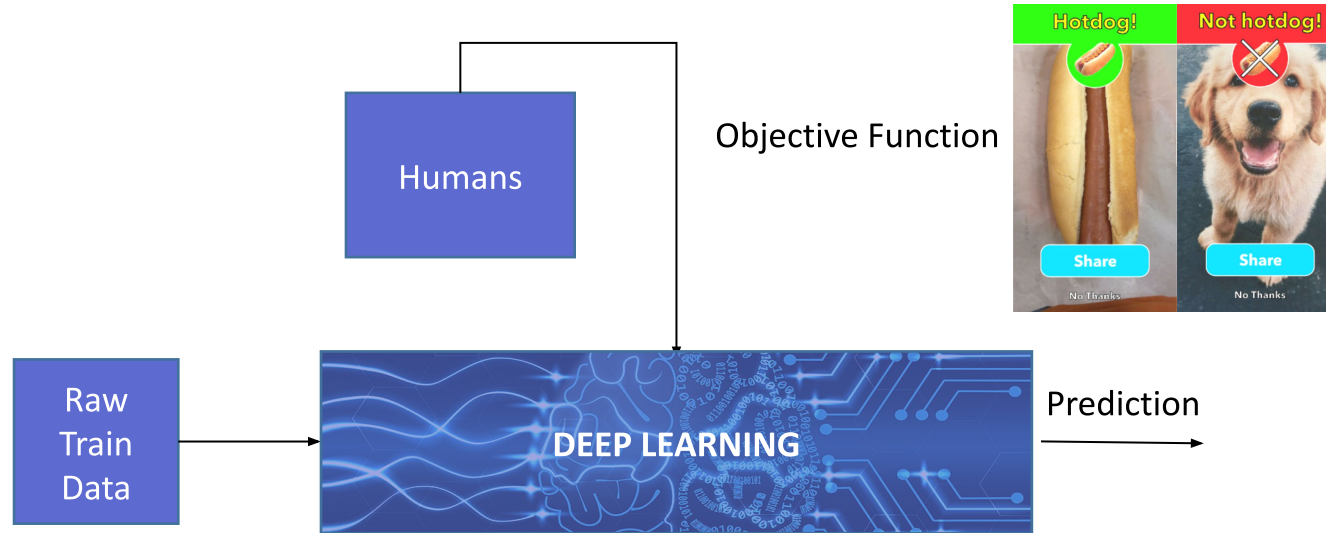 Hotdog!
Not hotdog!
Humans
Objective Function
Share
Share
No Thanks
No Thanks
Raw
Train
Data
DEEP LEARNING
Prediction